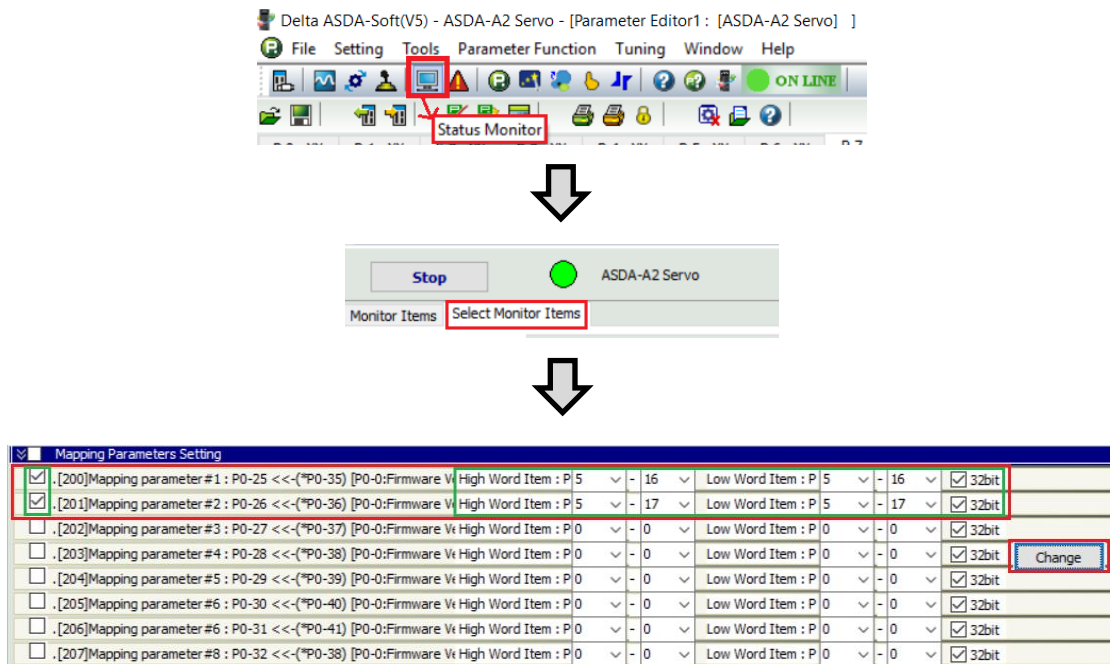 Delta ASDA-Soft(V5) - ASDA-A2 Servo - [Parameter Editor1 : [ASDA-A2 Servo] ]
File Setting Tools Parameter Function Tuning Window Help
ON LINE
Status Monitor
Stop ASDA-A2 Servo
Monitor Items Select Monitor Items
Mapping Parameters Setting
.[200]Mapping parameter#1 : P0-25 <<-(*P0-35) [P0-0:Firmware Ve High Word Item : P 5 - 16 Low Word Item : P 5 - 16 32bit
.[201]Mapping parameter#2 : P0-26 <<-(*P0-36) [P0-0:Firmware Ve High Word Item : P 5 - 17 Low Word Item : P 5 - 17 32bit
.[202]Mapping parameter#3 : P0-27 <<-(*P0-37) [P0-0:Firmware Ve High Word Item : P 0 - 0 Low Word Item : P 0 - 0 32bit
.[203]Mapping parameter#4 : P0-28 <<-(*P0-38) [P0-0:Firmware Ve High Word Item : P 0 - 0 Low Word Item : P 0 - 0 32bit Change
.[204]Mapping parameter#5 : P0-29 <<-(*P0-39) [P0-0:Firmware Ve High Word Item : P 0 - 0 Low Word Item : P 0 - 0 32bit
.[205]Mapping parameter#6 : P0-30 <<-(*P0-40) [P0-0:Firmware Ve High Word Item : P 0 - 0 Low Word Item : P 0 - 0 32bit
.[206]Mapping parameter#6 : P0-31 <<-(*P0-41) [P0-0:Firmware Ve High Word Item : P 0 - 0 Low Word Item : P 0 - 0 32bit
.[207]Mapping parameter#8 : P0-32 <<-(*P0-38) [P0-0:Firmware Ve High Word Item : P 0 - 0 Low Word Item : P 0 - 0 32bit